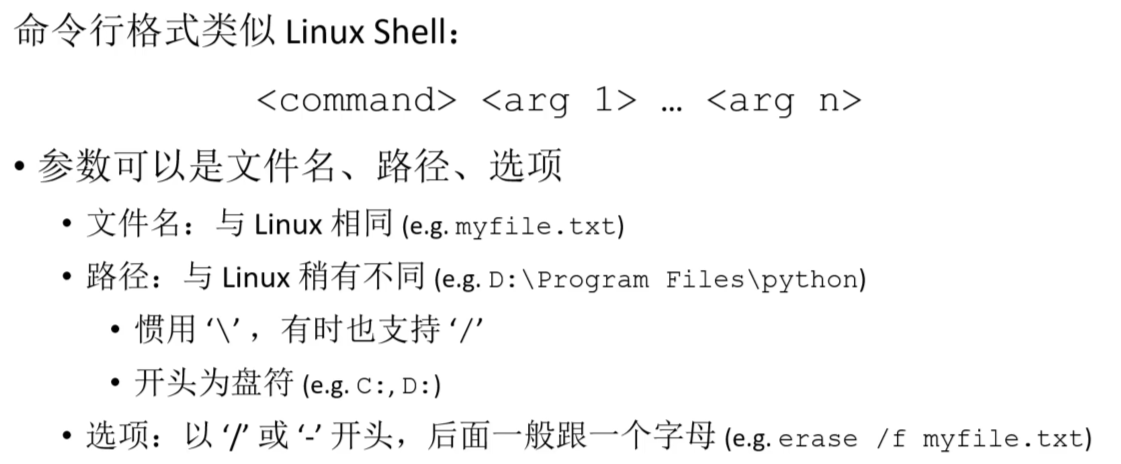 命令行格式类似 Linux Shell：
<command> <arg 1> … <arg n>
• 参数可以是文件名、路径、选项
• 文件名：与 Linux 相同 (e.g. myfile.txt)
• 路径：与 Linux 稍有不同 (e.g. D:\Program Files\python)
• 惯用 ‘\’ ，有时也支持 ‘/’
• 开头为盘符 (e.g. C:, D:)
• 选项：以 ‘/’ 或 ‘-’ 开头，后面一般跟一个字母 (e.g. erase /f myfile.txt)